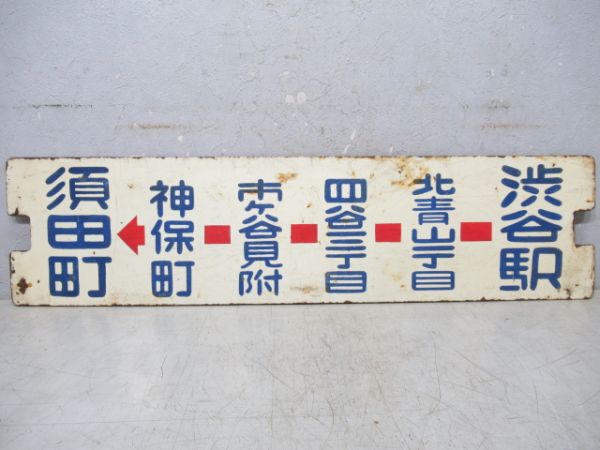 渋谷駅
北青山一丁目
四谷三丁目
市ヶ谷見附
神保町
須田町